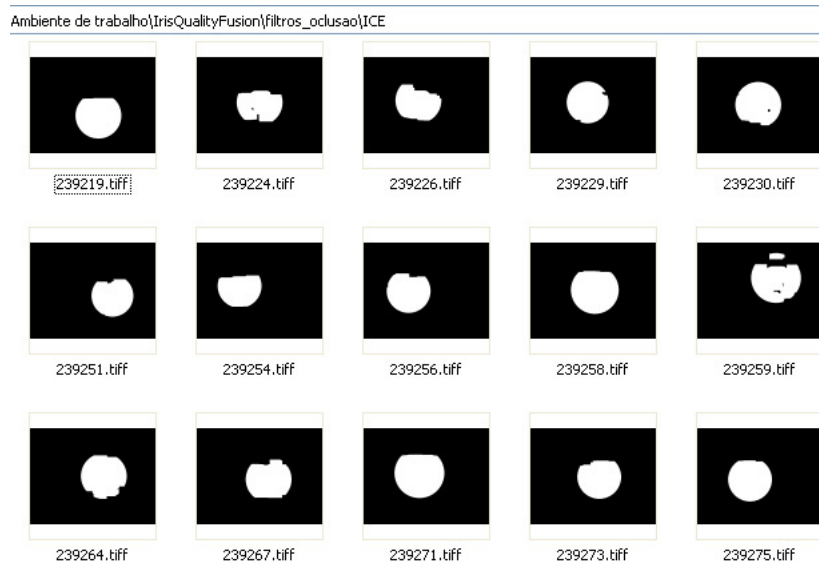 Ambiente de trabalho\IrisQualityFusion\filtros_oclusao\ICE
239219.tiff 239224.tiff 239226.tiff 239229.tiff 239230.tiff
239251.tiff 239254.tiff 239256.tiff 239258.tiff 239259.tiff
239264.tiff 239267.tiff 239271.tiff 239273.tiff 239275.tiff